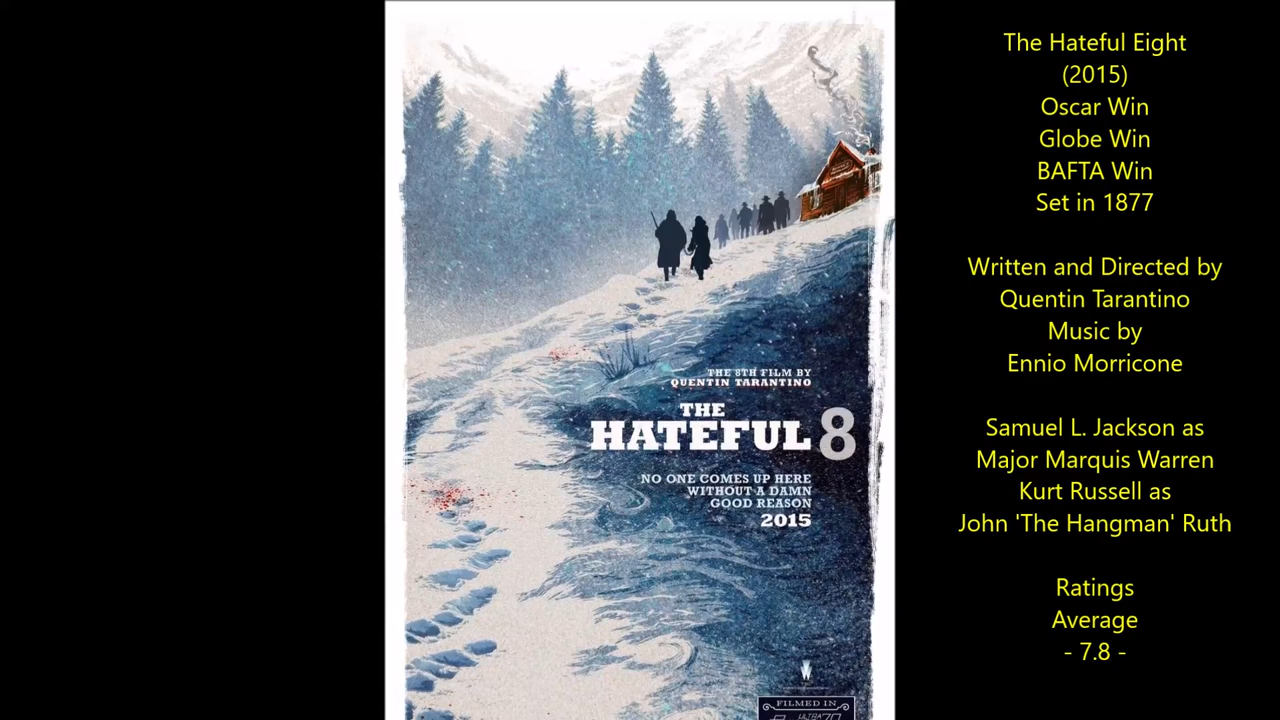 THE 8TH FILM BY
QUENTIN TARANTINO
THE
HATEFUL 8
NO ONE COMES UP HERE
WITHOUT A DAMN
GOOD REASON
2015
FILMED IN
The Hateful Eight
(2015)
Oscar Win
Globe Win
BAFTA Win
Set in 1877
Written and Directed by
Quentin Tarantino
Music by
Ennio Morricone
Samuel L. Jackson as
Major Marquis Warren
Kurt Russell as
John 'The Hangman' Ruth
Ratings
Average
- 7.8 -